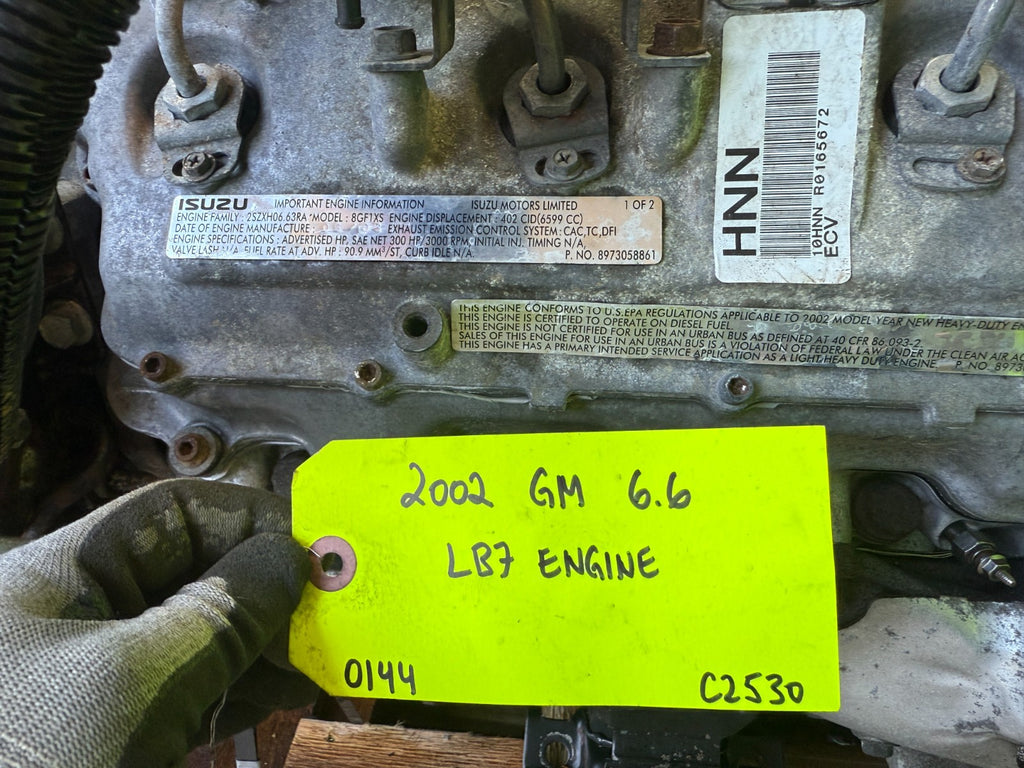 ISUZU IMPORTANT ENGINE INFORMATION ISUZU MOTORS LIMITED 1 OF 2
ENGINE FAMILY : 2SZXH06.63RA MODEL : 8GF1XS ENGINE DISPLACEMENT : 402 CID(6599 CC)
DATE OF ENGINE MANUFACTURE : EXHAUST EMISSION CONTROL SYSTEM : CAC,TC,DFI
ENGINE SPECIFICATIONS : ADVERTISED HP. SAE NET 300 HP/3000 RPM, INITIAL INJ. TIMING N/A,
VALVE LASH N/A, FUEL RATE AT ADV. HP : 90.9 MM³/ST, CURB IDLE N/A. P. NO. 8973058861
HNN
10HNN R0165672
ECV
THIS ENGINE CONFORMS TO U.S.EPA REGULATIONS APPLICABLE TO 2002 MODEL YEAR NEW HEAVY-DUTY
THIS ENGINE IS CERTIFIED TO OPERATE ON DIESEL FUEL.
THIS ENGINE IS NOT CERTIFIED FOR USE IN AN URBAN BUS AS DEFINED AT 40 CFR 86.093-2.
SALES OF THIS ENGINE FOR USE IN AN URBAN BUS IS A VIOLATION OF FEDERAL LAW UNDER THE CLEAN AIR
THIS ENGINE HAS A PRIMARY INTENDED SERVICE APPLICATION AS A LIGHT HEAVY DUTY ENGINE. P. NO. 8973
2002 GM 6.6
LB7 ENGINE
0144 C2530